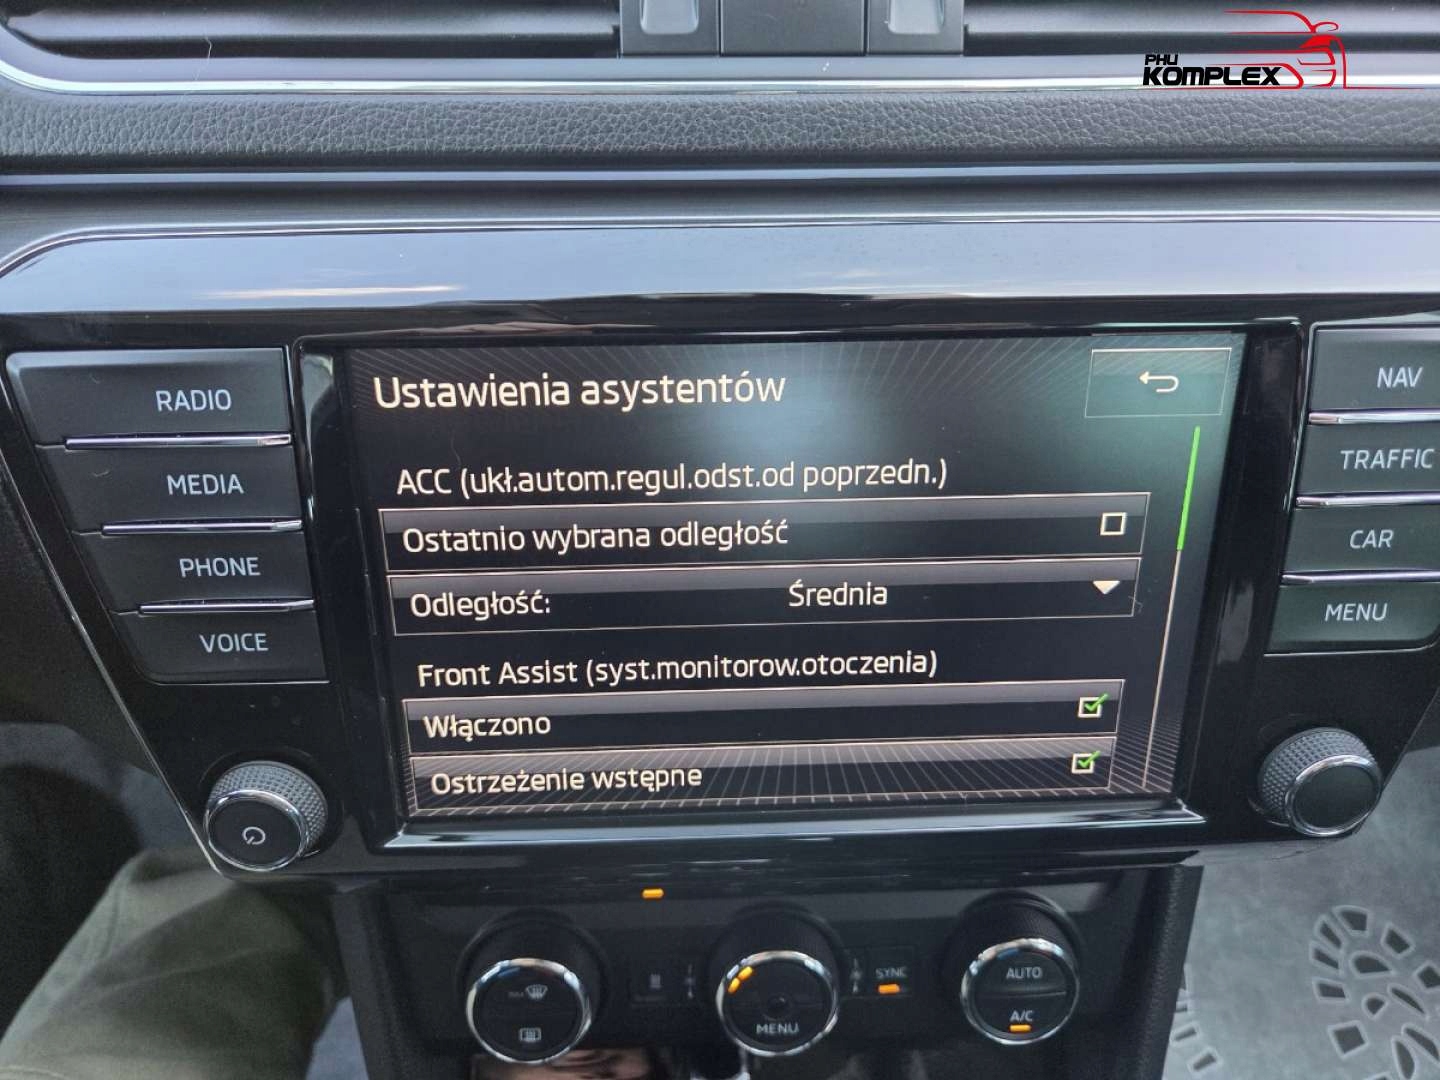 PHU
KOMPLEX
RADIO
MEDIA
PHONE
VOICE
Ustawienia asystentów
ACC (ukł.autom.regul.odst.od poprzedn.)
Ostatnio wybrana odległość
Odległość: Średnia
Front Assist (syst.monitorow.otoczenia)
Włączono
Ostrzeżenie wstępne
NAV
TRAFFIC
CAR
MENU
MENU
SYNC
AUTO
A/C